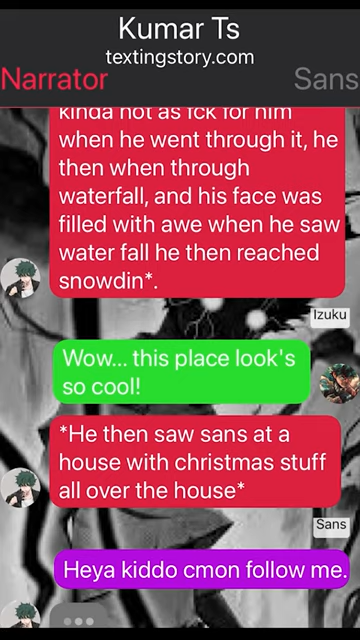 Kumar Ts
textingstory.com
Narrator
Sans
kinda hot as fck for him
when he went through it, he
then when through
waterfall, and his face was
filled with awe when he saw
water fall he then reached
snowdin*.
Izuku
Wow... this place look's
so cool!
*He then saw sans at a
house with christmas stuff
all over the house*
Sans
Heya kiddo cmon follow me.